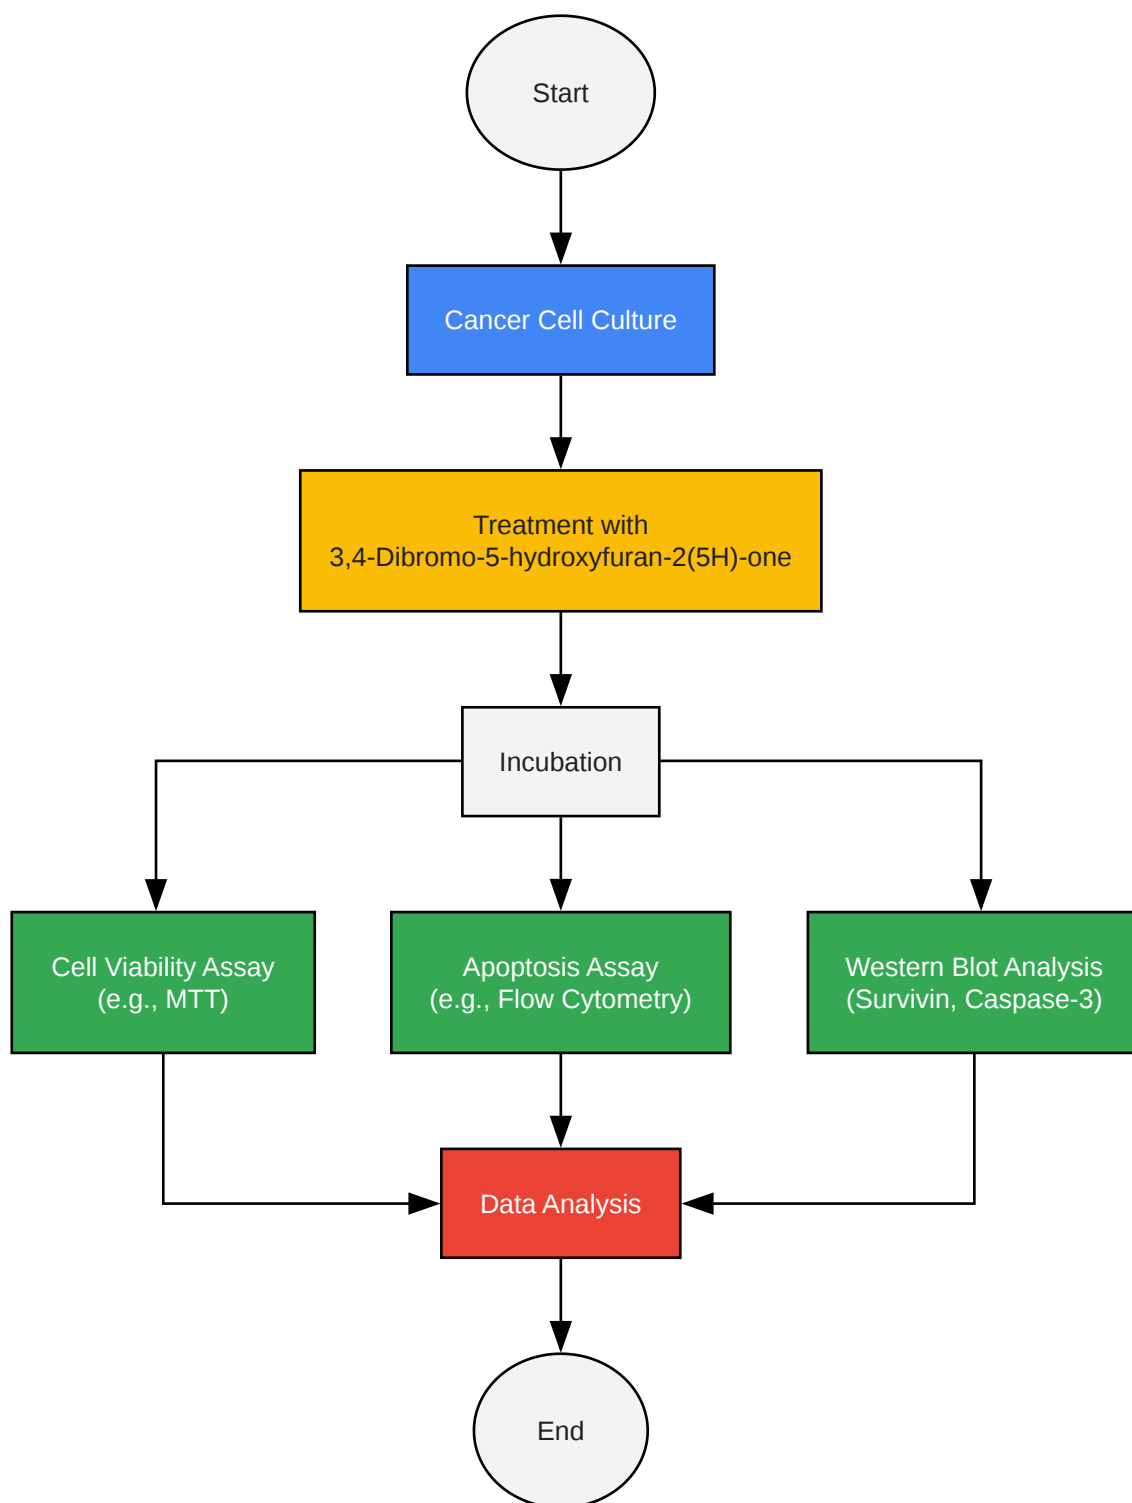 Start
Cancer Cell Culture
Treatment with
3,4-Dibromo-5-hydroxyfuran-2(5H)-one
Incubation
Cell Viability Assay
(e.g., MTT)
Apoptosis Assay
(e.g., Flow Cytometry)
Western Blot Analysis
(Survivin, Caspase-3)
Data Analysis
End